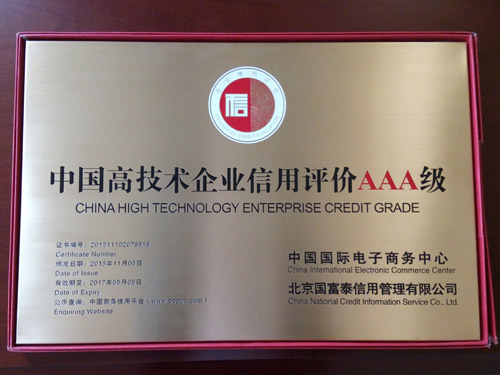 信
中国高技术企业信用评价AAA级
CHINA HIGH TECHNOLOGY ENTERPRISE CREDIT GRADE
证书编号：201511102079516
Certificate Number
颁发日期：2015年11月05日
Date of Issue
有效期至：2017年05月05日
Date of Expiry
公示查询：中国商务信用平台
Enquiring Website
中国国际电子商务中心
China International Electronic Commerce Center
北京国富泰信用管理有限公司
China National Credit Information Service Co., Ltd.